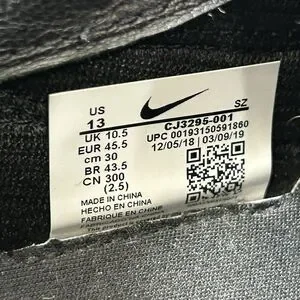 US
13
UK 10.5
EUR 45.5
cm 30
BR 43.5
CN 300
(2.5)
SZ
CJ3295-001
UPC 00193150591860
12/05/18 | 03/09/19
MADE IN CHINA
HECHO EN CHINA
FABRIQUE EN CHINE